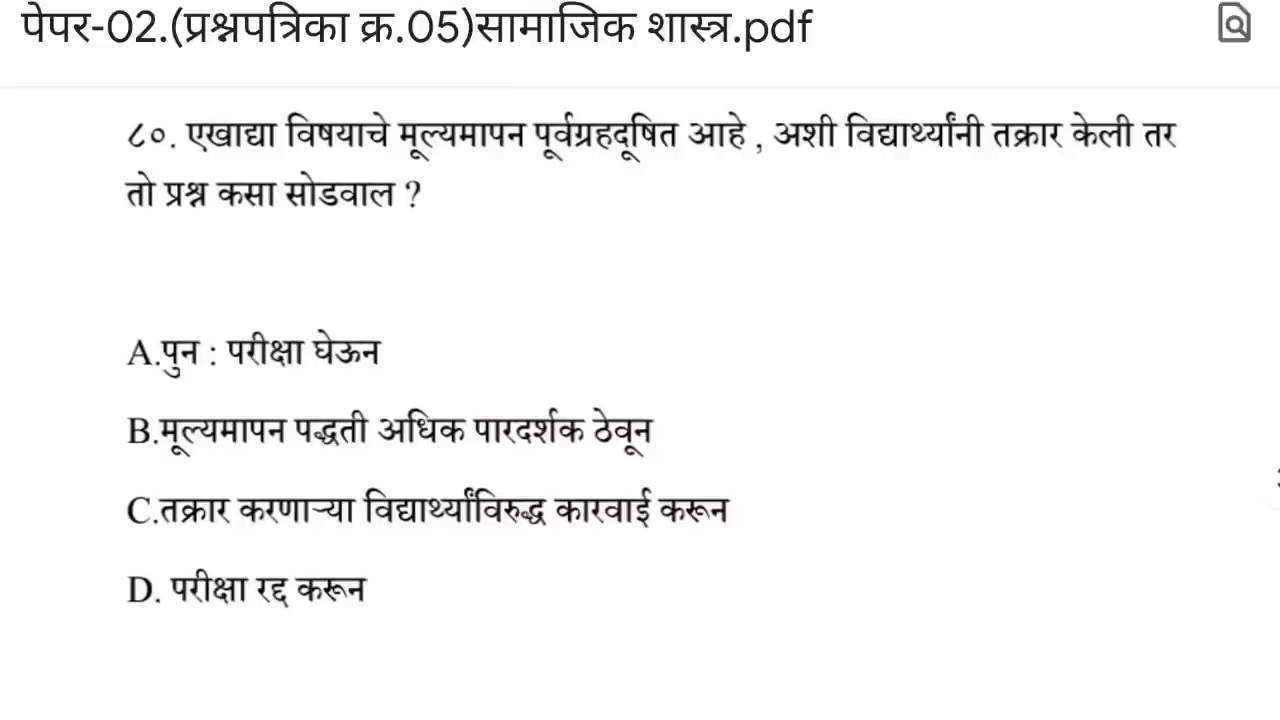 पेपर-02.(प्रश्नपत्रिका क्र.05)सामाजिक शास्त्र.pdf
८०. एखाद्या विषयाचे मूल्यमापन पूर्वग्रहदूषित आहे , अशी विद्यार्थ्यांनी तक्रार केली तर
तो प्रश्न कसा सोडवाल ?
A.पुन : परीक्षा घेऊन
B.मूल्यमापन पद्धती अधिक पारदर्शक ठेवून
C.तक्रार करणाऱ्या विद्यार्थ्यांविरुद्ध कारवाई करून
D. परीक्षा रद्द करून